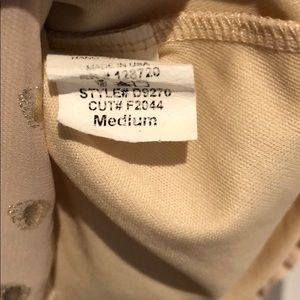 MADE IN USA
128720
STYLE# D9270
CUT# F2044
Medium